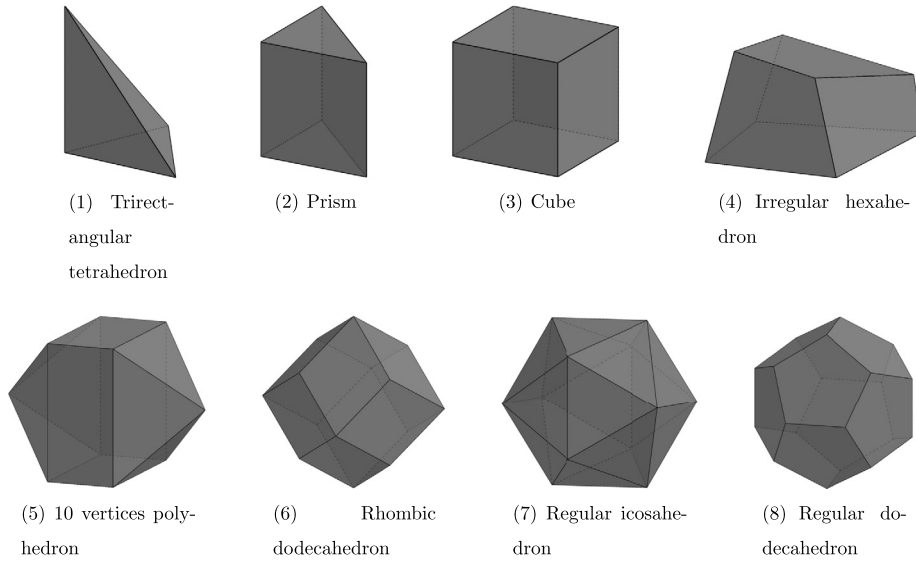 (1) Trirect-
angular
tetrahedron
(2) Prism
(3) Cube
(4) Irregular hexahe-
dron
(5) 10 vertices poly-
hedron
(6) Rhombic
dodecahedron
(7) Regular icosahe-
dron
(8) Regular do-
decahedron